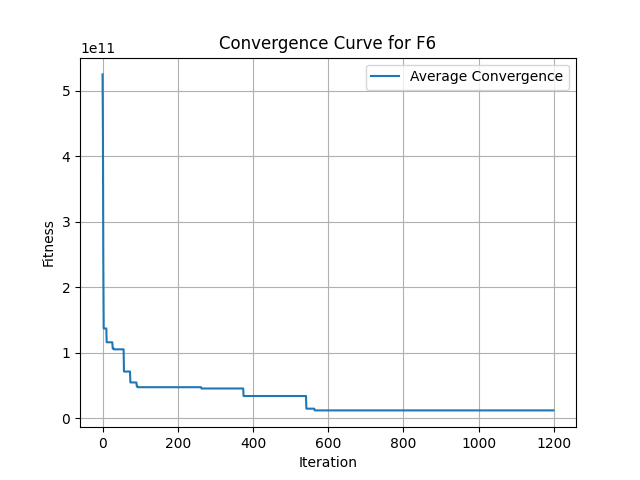 Convergence Curve for F6
1e11
Average Convergence
5
4
3
2
1
0
Fitness
0 200 400 600 800 1000 1200
Iteration